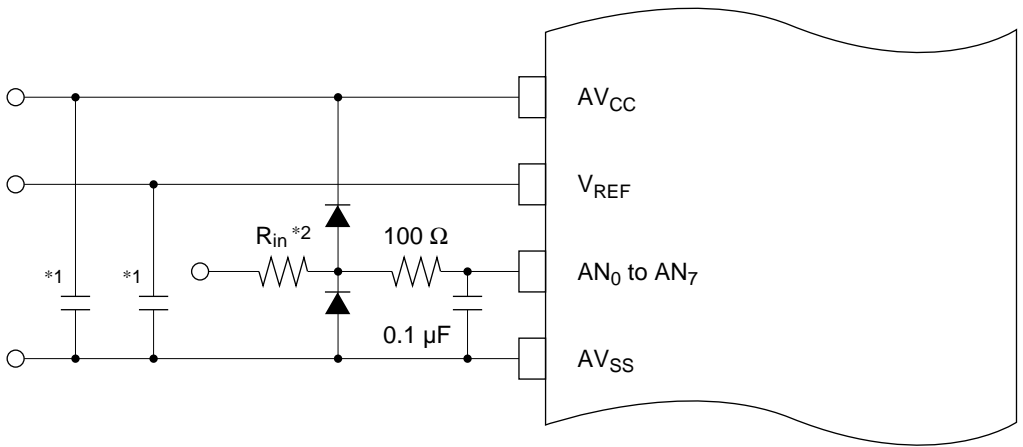 AVCC
VREF
Rin *2
100 Ω
*1
*1
AN0 to AN7
0.1 µF
AVSS